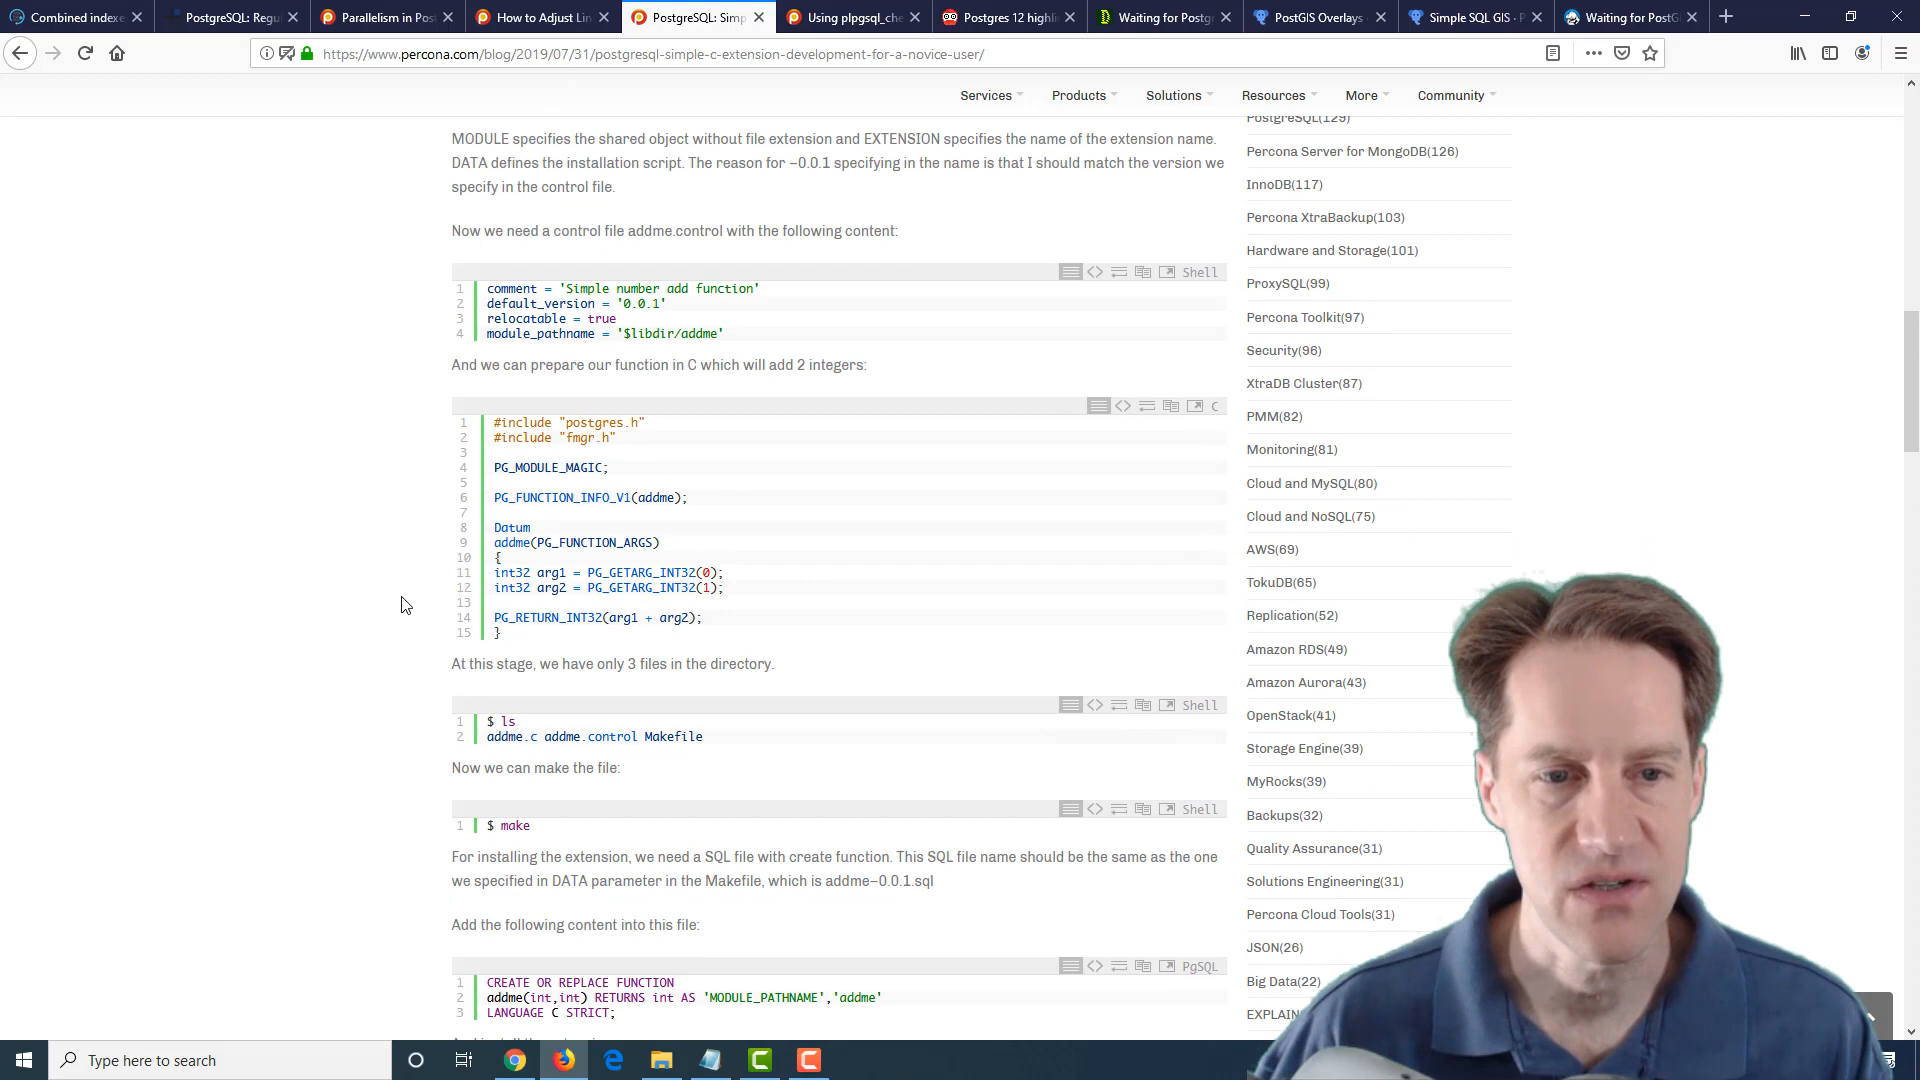 Combined indexe
PostgreSQL: Regu
Parallelism in Pos
How to Adjust Lin
PostgreSQL: Simp
Using plpgsql_che
Postgres 12 highli
Waiting for Postgr
PostGIS Overlays
Simple SQL GIS · P
Waiting for PostG
https://www.percona.com/blog/2019/07/31/postgresql-simple-c-extension-development-for-a-novice-user/
Services
Products
Solutions
Resources
More
Community
MODULE specifies the shared object without file extension and EXTENSION specifies the name of the extension name.
DATA defines the installation script. The reason for –0.0.1 specifying in the name is that I should match the version we
specify in the control file.
Now we need a control file addme.control with the following content:
Shell
1 comment = 'Simple number add function'
2 default_version = '0.0.1'
3 relocatable = true
4 module_pathname = '$libdir/addme'
And we can prepare our function in C which will add 2 integers:
C
1 #include "postgres.h"
2 #include "fmgr.h"
3
4 PG_MODULE_MAGIC;
5
6 PG_FUNCTION_INFO_V1(addme);
7
8 Datum
9 addme(PG_FUNCTION_ARGS)
10 {
11 int32 arg1 = PG_GETARG_INT32(0);
12 int32 arg2 = PG_GETARG_INT32(1);
13
14 PG_RETURN_INT32(arg1 + arg2);
15 }
At this stage, we have only 3 files in the directory.
Shell
1 $ ls
2 addme.c addme.control Makefile
Now we can make the file:
Shell
1 $ make
For installing the extension, we need a SQL file with create function. This SQL file name should be the same as the one
we specified in DATA parameter in the Makefile, which is addme–0.0.1.sql
Add the following content into this file:
PgSQL
1 CREATE OR REPLACE FUNCTION
2 addme(int,int) RETURNS int AS 'MODULE_PATHNAME','addme'
3 LANGUAGE C STRICT;
PostgreSQL(129)
Percona Server for MongoDB(126)
InnoDB(117)
Percona XtraBackup(103)
Hardware and Storage(101)
ProxySQL(99)
Percona Toolkit(97)
Security(96)
XtraDB Cluster(87)
PMM(82)
Monitoring(81)
Cloud and MySQL(80)
Cloud and NoSQL(75)
AWS(69)
TokuDB(65)
Replication(52)
Amazon RDS(49)
Amazon Aurora(43)
OpenStack(41)
Storage Engine(39)
MyRocks(39)
Backups(32)
Quality Assurance(31)
Solutions Engineering(31)
Percona Cloud Tools(31)
JSON(26)
Big Data(22)
EXPLAIN
Type here to search